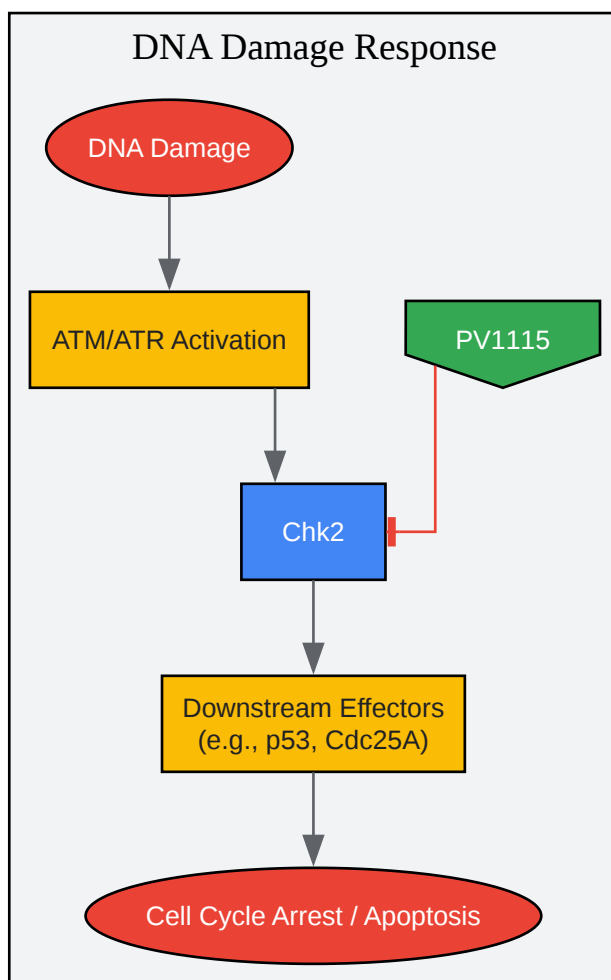 DNA Damage Response
DNA Damage
ATM/ATR Activation
PV1115
Chk2
Downstream Effectors
(e.g., p53, Cdc25A)
Cell Cycle Arrest / Apoptosis